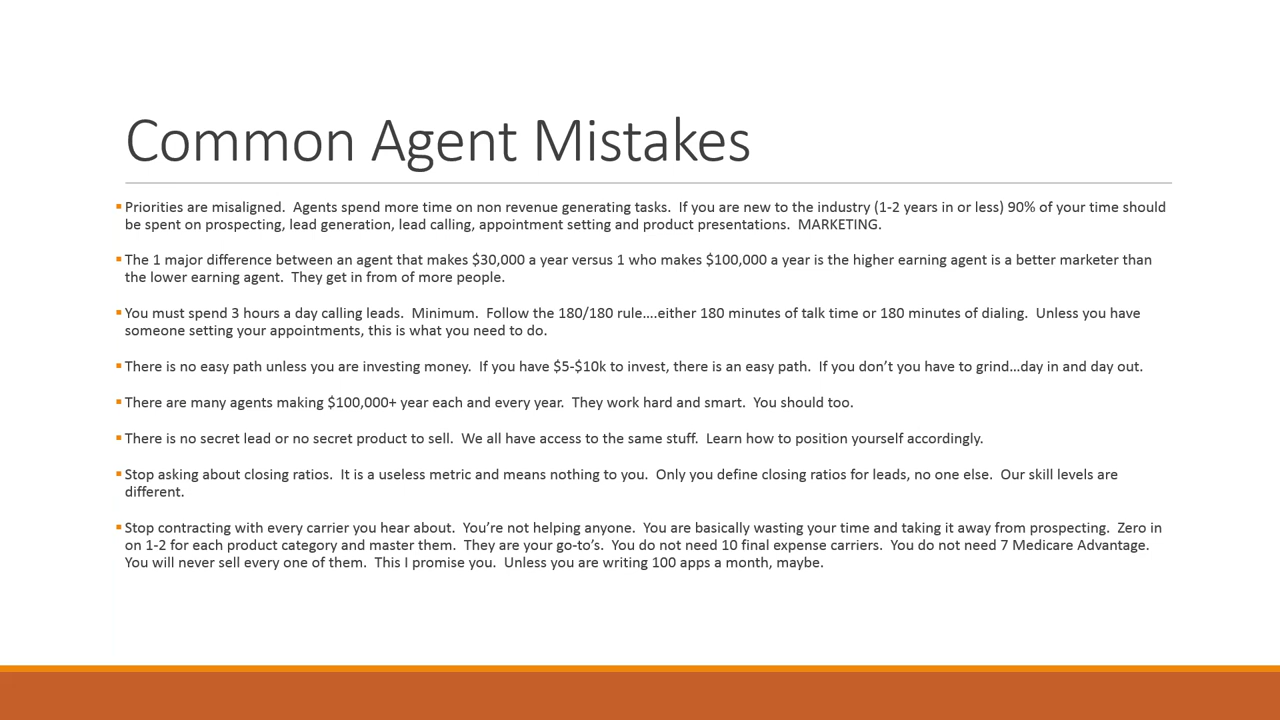 Common Agent Mistakes
Priorities are misaligned.  Agents spend more time on non revenue generating tasks.  If you are new to the industry (1-2 years in or less) 90% of your time should
be spent on prospecting, lead generation, lead calling, appointment setting and product presentations.  MARKETING.
The 1 major difference between an agent that makes $30,000 a year versus 1 who makes $100,000 a year is the higher earning agent is a better marketer than
the lower earning agent.  They get in from of more people.
You must spend 3 hours a day calling leads.  Minimum.  Follow the 180/180 rule....either 180 minutes of talk time or 180 minutes of dialing.  Unless you have
someone setting your appointments, this is what you need to do.
There is no easy path unless you are investing money.  If you have $5-$10k to invest, there is an easy path.  If you don’t you have to grind…day in and day out.
There are many agents making $100,000+ year each and every year.  They work hard and smart.  You should too.
There is no secret lead or no secret product to sell.  We all have access to the same stuff.  Learn how to position yourself accordingly.
Stop asking about closing ratios.  It is a useless metric and means nothing to you.  Only you define closing ratios for leads, no one else.  Our skill levels are
different.
Stop contracting with every carrier you hear about.  You’re not helping anyone.  You are basically wasting your time and taking it away from prospecting.  Zero in
on 1-2 for each product category and master them.  They are your go-to’s.  You do not need 10 final expense carriers.  You do not need 7 Medicare Advantage.
You will never sell every one of them.  This I promise you.  Unless you are writing 100 apps a month, maybe.